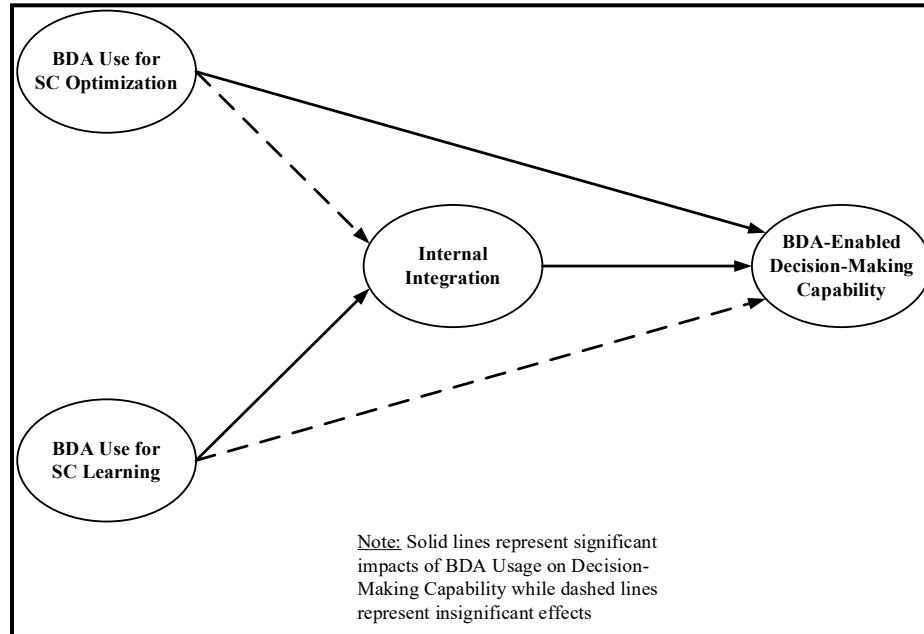 BDA Use for
SC Optimization
Internal
Integration
BDA-Enabled
Decision-Making
Capability
BDA Use for
SC Learning
Note: Solid lines represent significant
impacts of BDA Usage on Decision-
Making Capability while dashed lines
represent insignificant effects